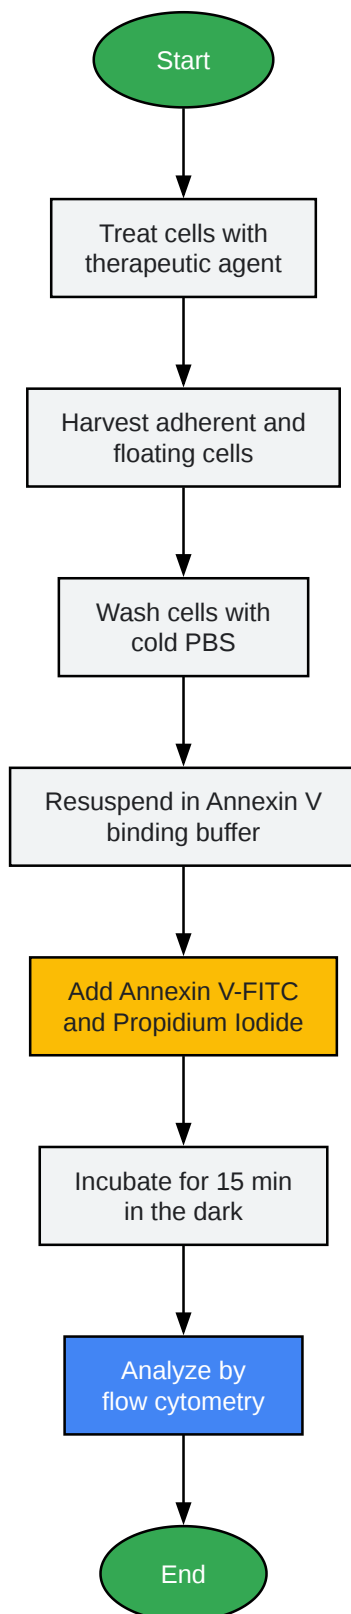 Start
Treat cells with
therapeutic agent
Harvest adherent and
floating cells
Wash cells with
cold PBS
Resuspend in Annexin V
binding buffer
Add Annexin V-FITC
and Propidium Iodide
Incubate for 15 min
in the dark
Analyze by
flow cytometry
End